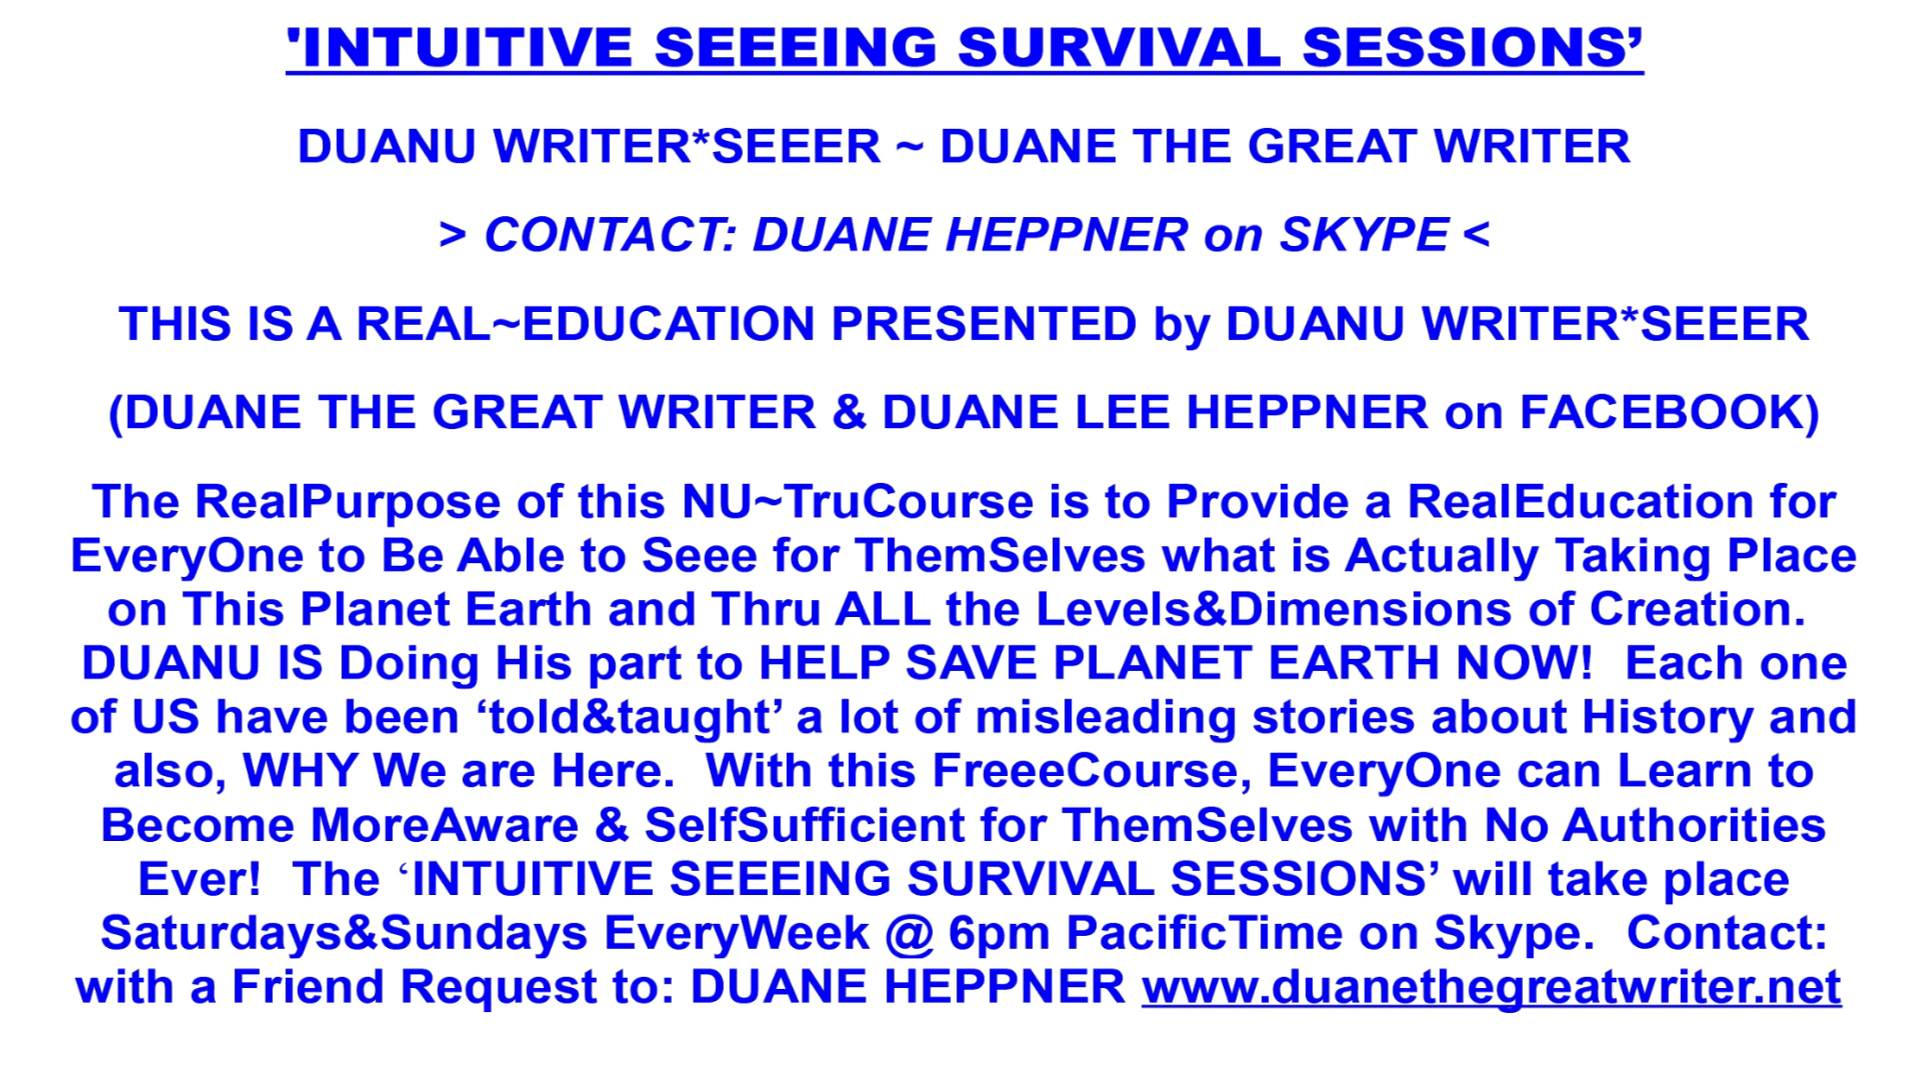 'INTUITIVE SEEEING SURVIVAL SESSIONS’
DUANU WRITER*SEEER ~ DUANE THE GREAT WRITER
> CONTACT: DUANE HEPPNER on SKYPE <
THIS IS A REAL~EDUCATION PRESENTED by DUANU WRITER*SEEER
(DUANE THE GREAT WRITER & DUANE LEE HEPPNER on FACEBOOK)
The RealPurpose of this NU~TruCourse is to Provide a RealEducation for
EveryOne to Be Able to Seee for ThemSelves what is Actually Taking Place
on This Planet Earth and Thru ALL the Levels&Dimensions of Creation.
DUANU IS Doing His part to HELP SAVE PLANET EARTH NOW!  Each one
of US have been ‘told&taught’ a lot of misleading stories about History and
also, WHY We are Here.  With this FreeeCourse, EveryOne can Learn to
Become MoreAware & SelfSufficient for ThemSelves with No Authorities
Ever!  The ‘INTUITIVE SEEEING SURVIVAL SESSIONS’ will take place
Saturdays&Sundays EveryWeek @ 6pm PacificTime on Skype.  Contact:
with a Friend Request to: DUANE HEPPNER www.duanethegreatwriter.net